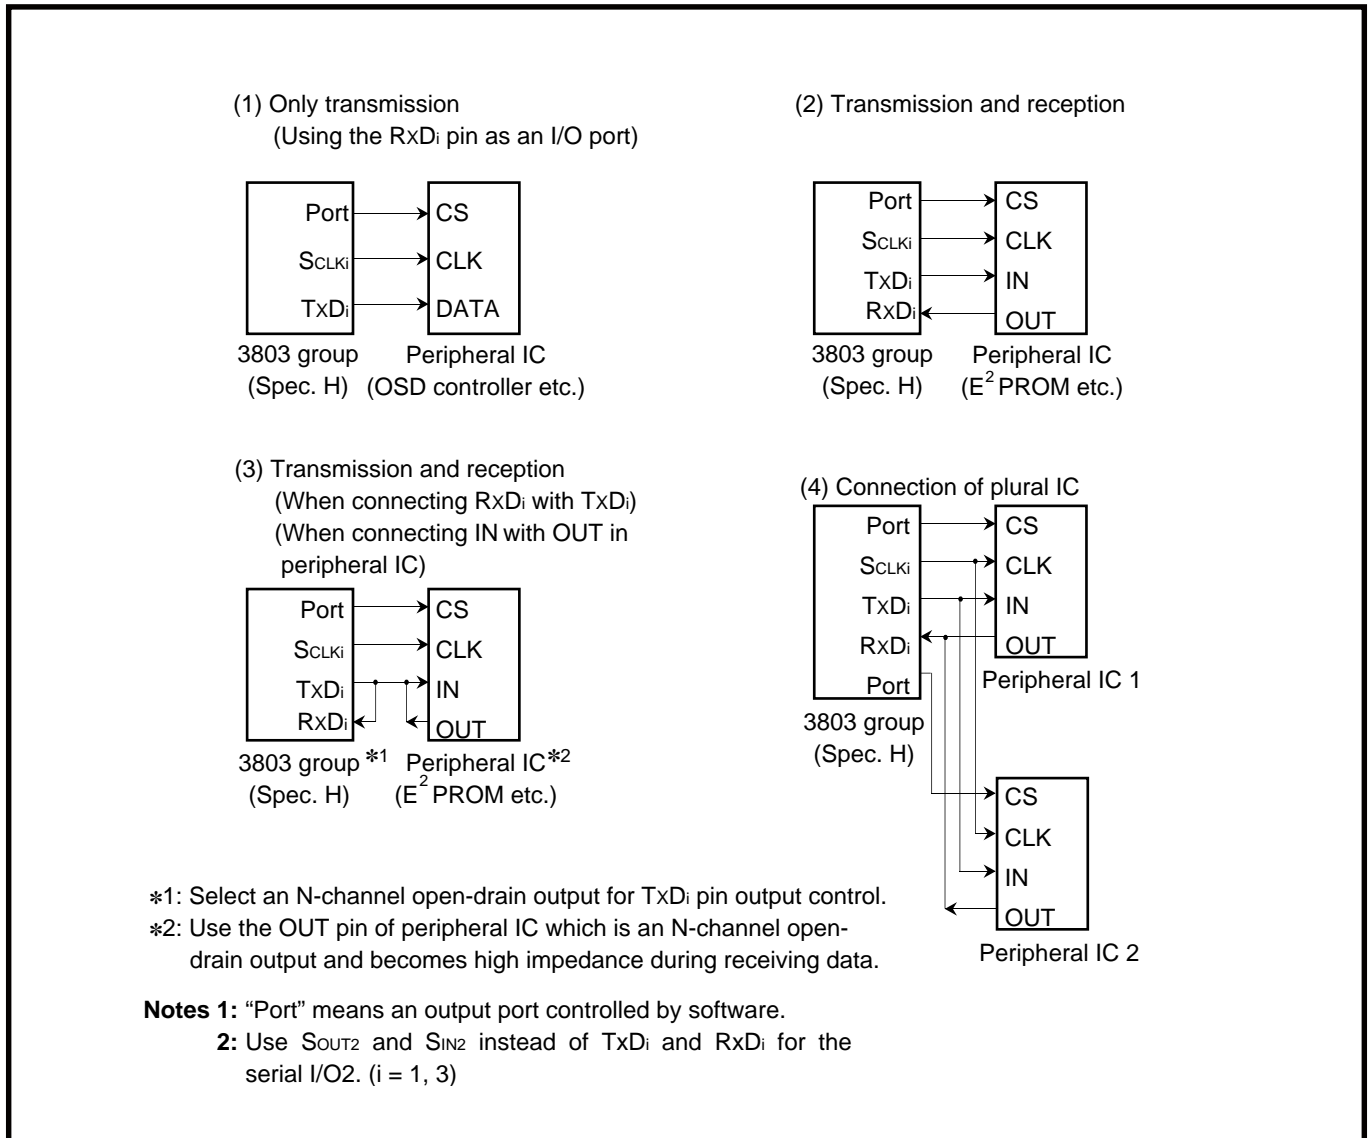 (1) Only transmission
(Using the RXDi pin as an I/O port)
Port
SCLKi
TXDi
CS
CLK
DATA
3803 group
(Spec. H)
Peripheral IC
(OSD controller etc.)
(2) Transmission and reception
Port
SCLKi
TXDi
RXDi
CS
CLK
IN
OUT
3803 group
(Spec. H)
Peripheral IC
(E2 PROM etc.)
(3) Transmission and reception
(When connecting RXDi with TXDi)
(When connecting IN with OUT in
peripheral IC)
Port
SCLKi
TXDi
RXDi
CS
CLK
IN
OUT
3803 group *1
(Spec. H)
Peripheral IC*2
(E2 PROM etc.)
(4) Connection of plural IC
Port
SCLKi
TXDi
RXDi
Port
CS
CLK
IN
OUT
Peripheral IC 1
3803 group
(Spec. H)
CS
CLK
IN
OUT
Peripheral IC 2
*1: Select an N-channel open-drain output for TXDi pin output control.
*2: Use the OUT pin of peripheral IC which is an N-channel open-
drain output and becomes high impedance during receiving data.
Notes 1: “Port” means an output port controlled by software.
2: Use SOUT2 and SIN2 instead of TxDi and RxDi for the
serial I/O2. (i = 1, 3)